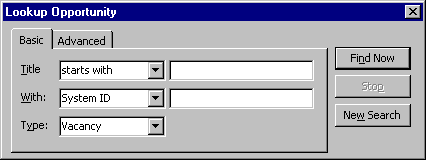 Lookup Opportunity
Basic Advanced
Title starts with
With: System ID
Type: Vacancy
Find Now
Stop
New Search